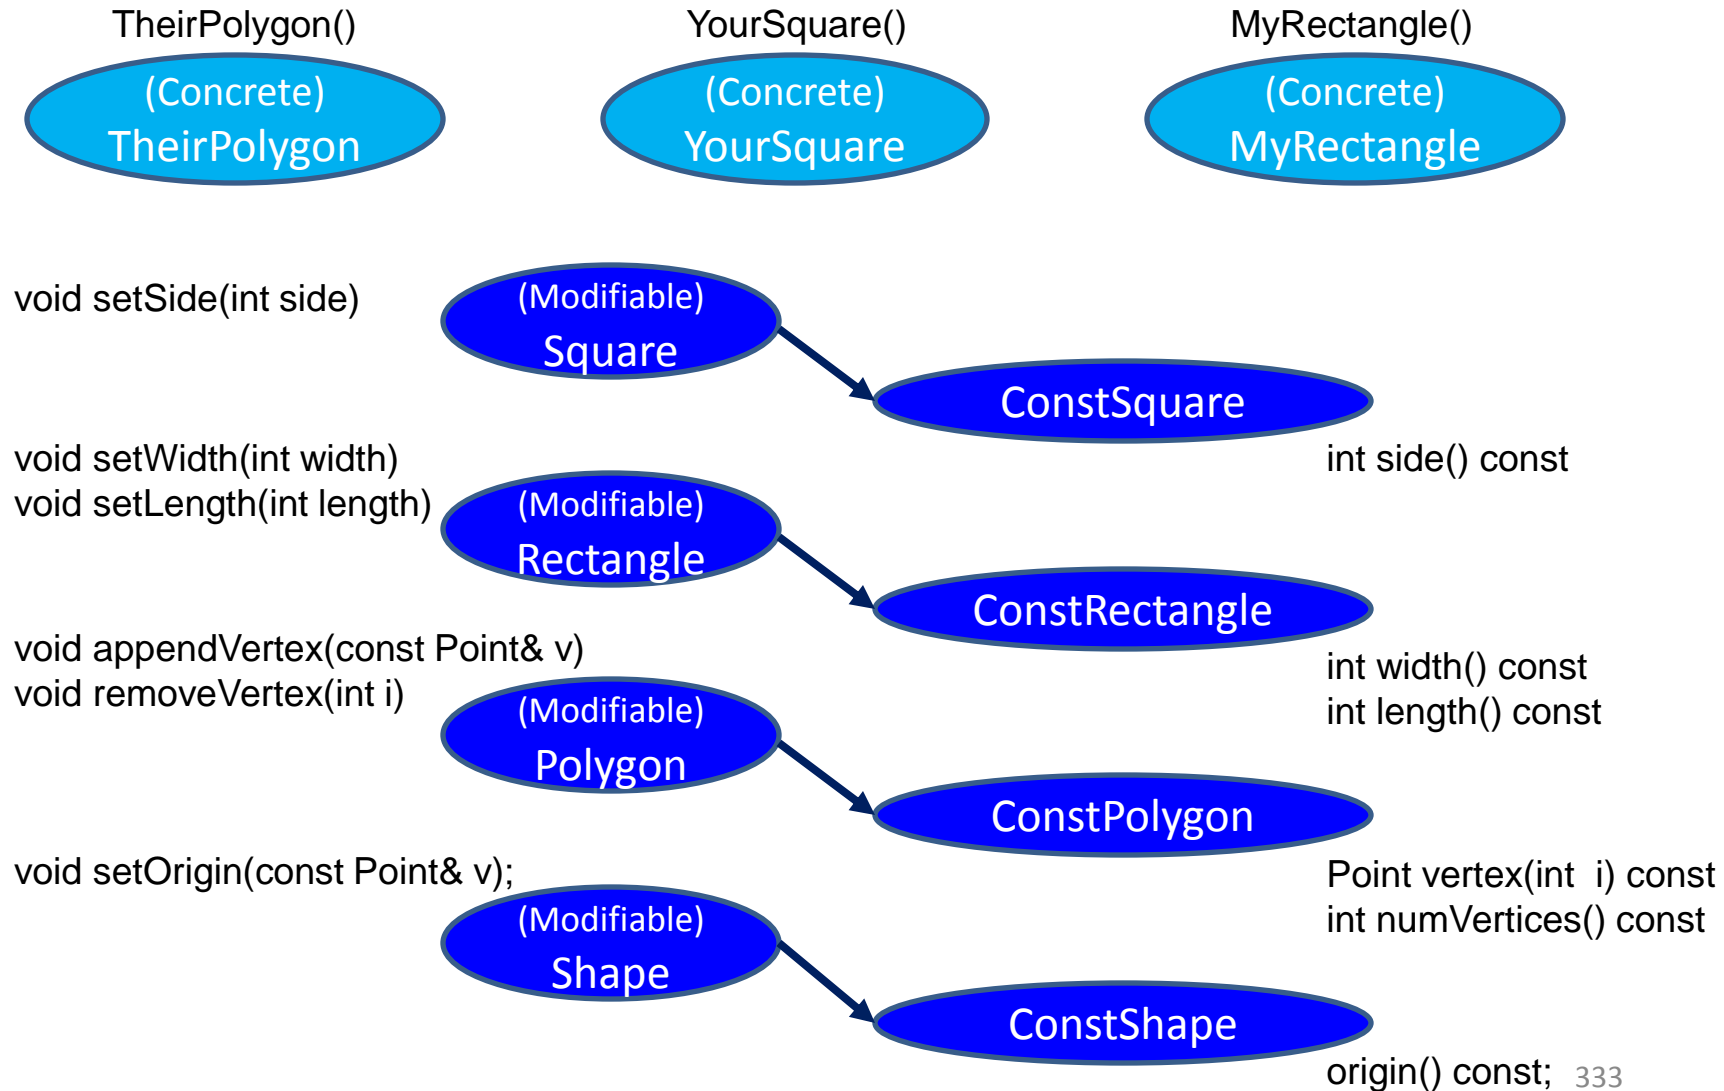 TheirPolygon()
YourSquare()
MyRectangle()
(Concrete)
TheirPolygon
(Concrete)
YourSquare
(Concrete)
MyRectangle
void setSide(int side)
(Modifiable)
Square
ConstSquare
int side() const
void setWidth(int width)
void setLength(int length)
(Modifiable)
Rectangle
ConstRectangle
int width() const
int length() const
void appendVertex(const Point& v)
void removeVertex(int i)
(Modifiable)
Polygon
ConstPolygon
Point vertex(int  i) const
int numVertices() const
void setOrigin(const Point& v);
(Modifiable)
Shape
ConstShape
origin() const;
333